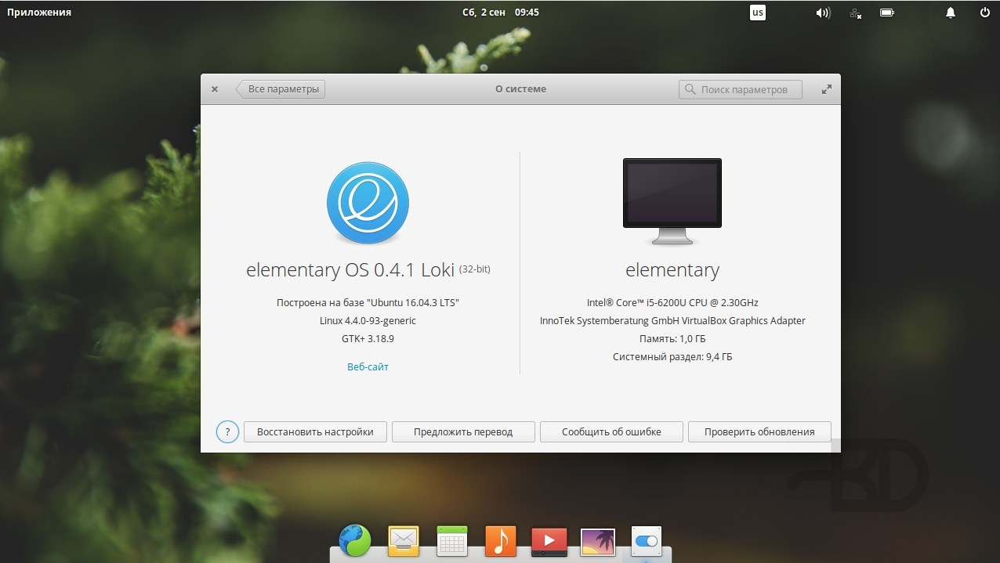 Приложения
Сб, 2 сен 09:45
us
Все параметры
О системе
Поиск параметров
elementary OS 0.4.1 Loki (32-bit)
Построена на базе "Ubuntu 16.04.3 LTS"
Linux 4.4.0-93-generic
GTK+ 3.18.9
Веб-сайт
elementary
Intel® Core™ i5-6200U CPU @ 2.30GHz
InnoTek Systemberatung GmbH VirtualBox Graphics Adapter
Память: 1,0 ГБ
Системный раздел: 9,4 ГБ
?
Восстановить настройки
Предложить перевод
Сообщить об ошибке
Проверить обновления